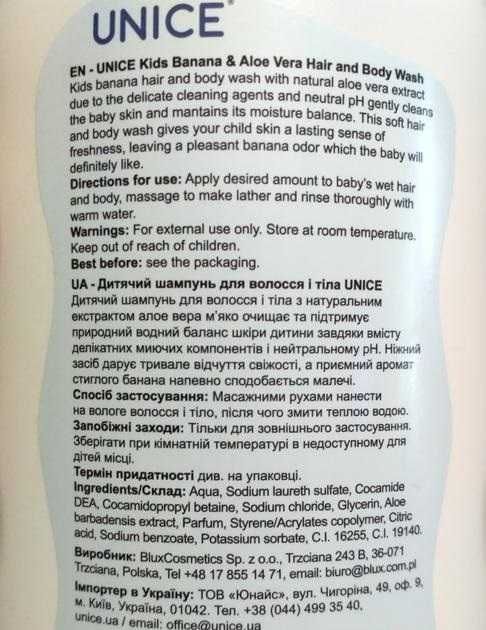 UNICE
EN - UNICE Kids Banana & Aloe Vera Hair and Body Wash
Kids banana hair and body wash with natural aloe vera extract
due to the delicate cleaning agents and neutral pH gently cleans
the baby skin and mantains its moisture balance. This soft hair
and body wash gives your child skin a lasting sense of
freshness, leaving a pleasant banana odor which the baby will
definitely like.
Directions for use: Apply desired amount to baby's wet hair
and body, massage to make lather and rinse thoroughly with
warm water.
Warnings: For external use only. Store at room temperature.
Keep out of reach of children.
Best before: see the packaging.
UA - Дитячий шампунь для волосся і тіла UNICE
Дитячий шампунь для волосся і тіла з натуральним
екстрактом алое вера м'яко очищає та підтримує
природний водний баланс шкіри дитини завдяки вмісту
делікатних миючих компонентів і нейтральному pH. Ніжний
засіб дарує тривале відчуття свіжості, а приємний аромат
стиглого банана напевно сподобається малечі.
Спосіб застосування: Масажними рухами нанести
на вологе волосся і тіло, після чого змити теплою водою.
Запобіжні заходи: Тільки для зовнішнього застосування.
Зберігати при кімнатній температурі в недоступному для
дітей місці.
Термін придатності див. на упаковці.
Ingredients/Склад: Aqua, Sodium laureth sulfate, Cocamide
DEA, Cocamidopropyl betaine, Sodium chloride, Glycerin, Aloe
barbadensis extract, Parfum, Styrene/Acrylates copolymer, Citric
acid, Sodium benzoate, Potassium sorbate, C.I. 16255, C.I. 19140.
Виробник: BluxCosmetics Sp. z o.o., Trzciana 243 B, 36-071
Trzciana, Polska, Tel +48 17 855 14 71, email: biuro@blux.com.pl
Імпортер в Україну: ТОВ «Юнайс», вул. Чигоріна, 49, оф. 9,
м. Київ, Україна, 01042. Тел. +38 (044) 499 35 40,
unice.ua / email: office@unice.ua